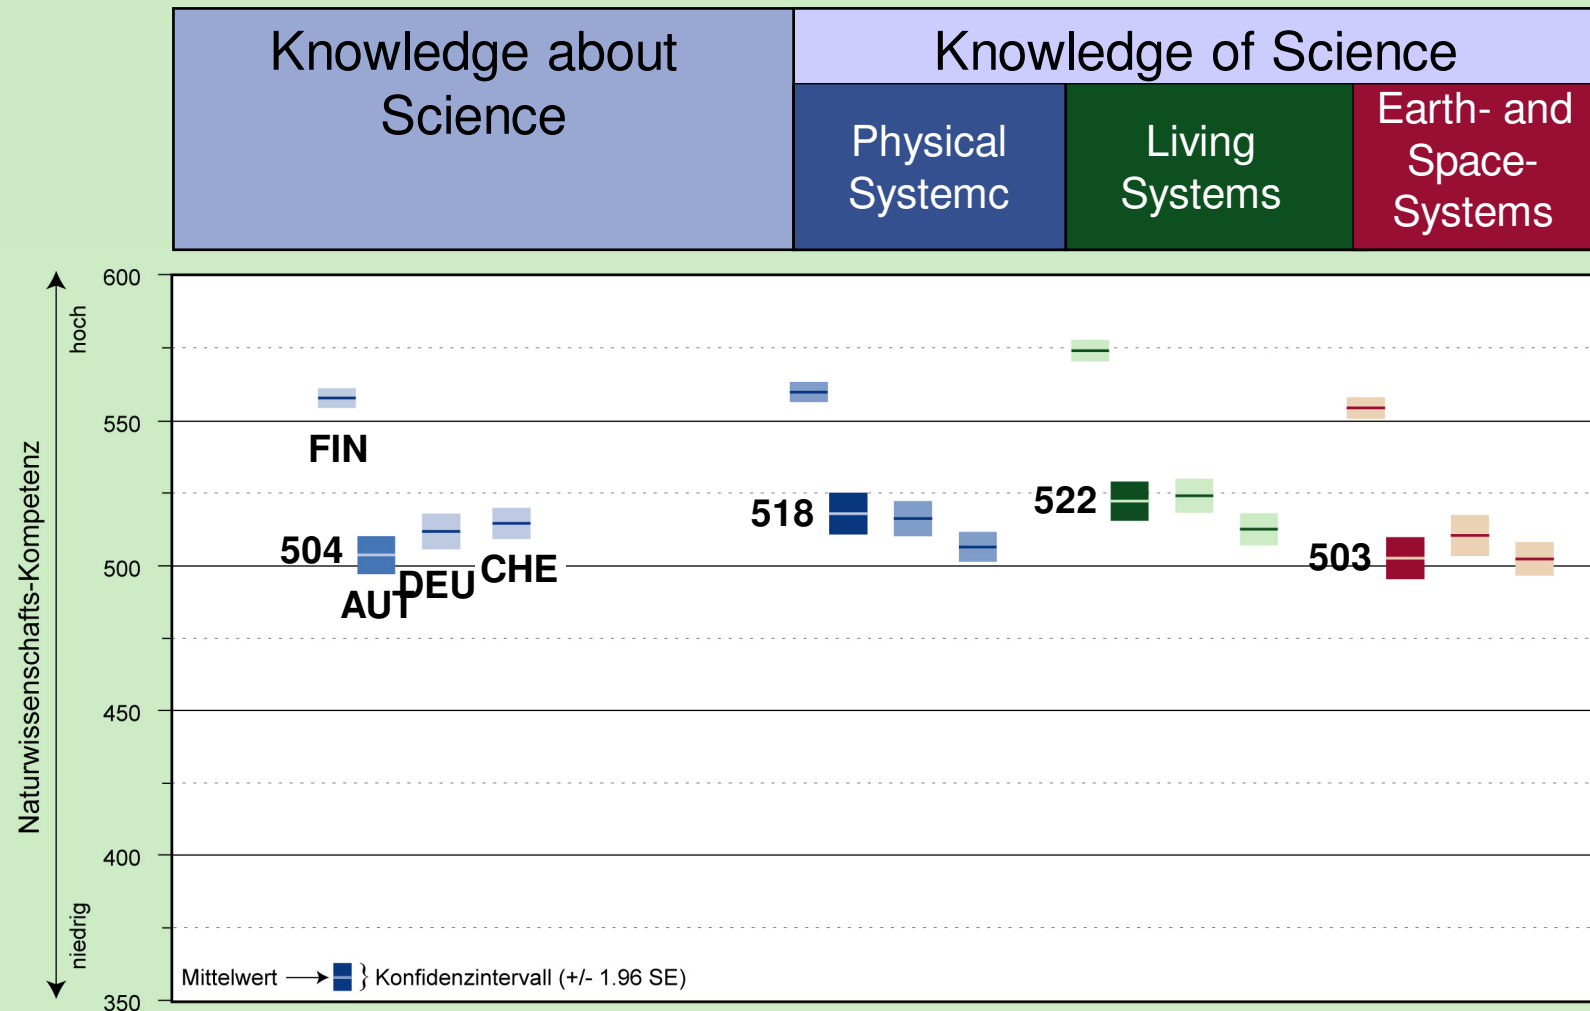 Knowledge about
Science
Knowledge of Science
Physical
Systemc
Living
Systems
Earth- and
Space-
Systems
Naturwissenschafts-Kompetenz
hoch
niedrig
600
550
500
450
400
350
FIN
504
AUT
DEU
CHE
518
522
503
Mittelwert
} Konfidenzintervall (+/- 1.96 SE)